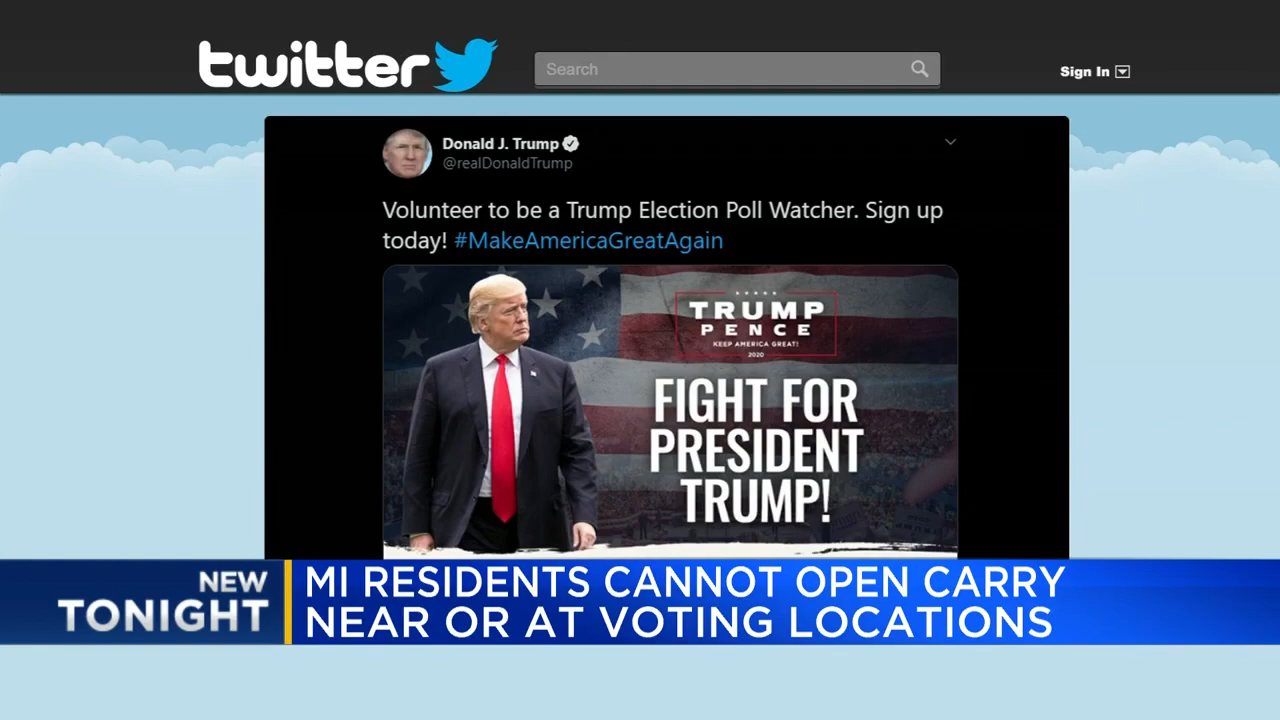 twitter
Search
Sign In
Donald J. Trump
@realDonaldTrump
Volunteer to be a Trump Election Poll Watcher. Sign up
today! #MakeAmericaGreatAgain
TRUMP
PENCE
KEEP AMERICA GREAT!
2020
FIGHT FOR
PRESIDENT
TRUMP!
NEW
TONIGHT
MI RESIDENTS CANNOT OPEN CARRY
NEAR OR AT VOTING LOCATIONS